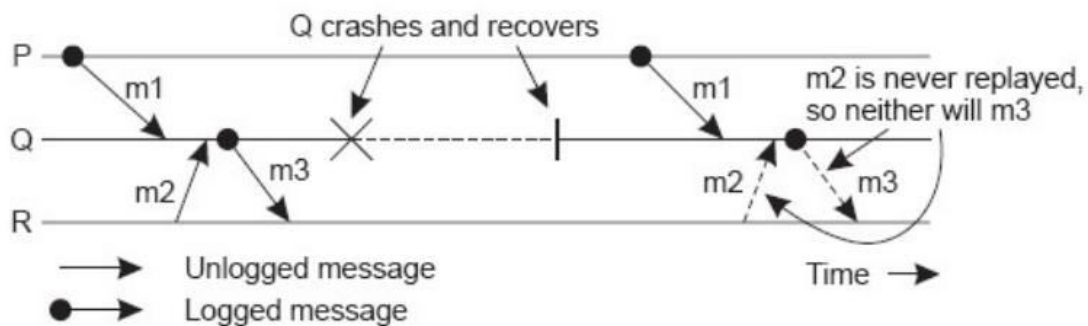 Q crashes and recovers
P
m1
m1
m2 is never replayed,
so neither will m3
Q
m2
m3
m2
m3
R
Unlogged message
Time
Logged message